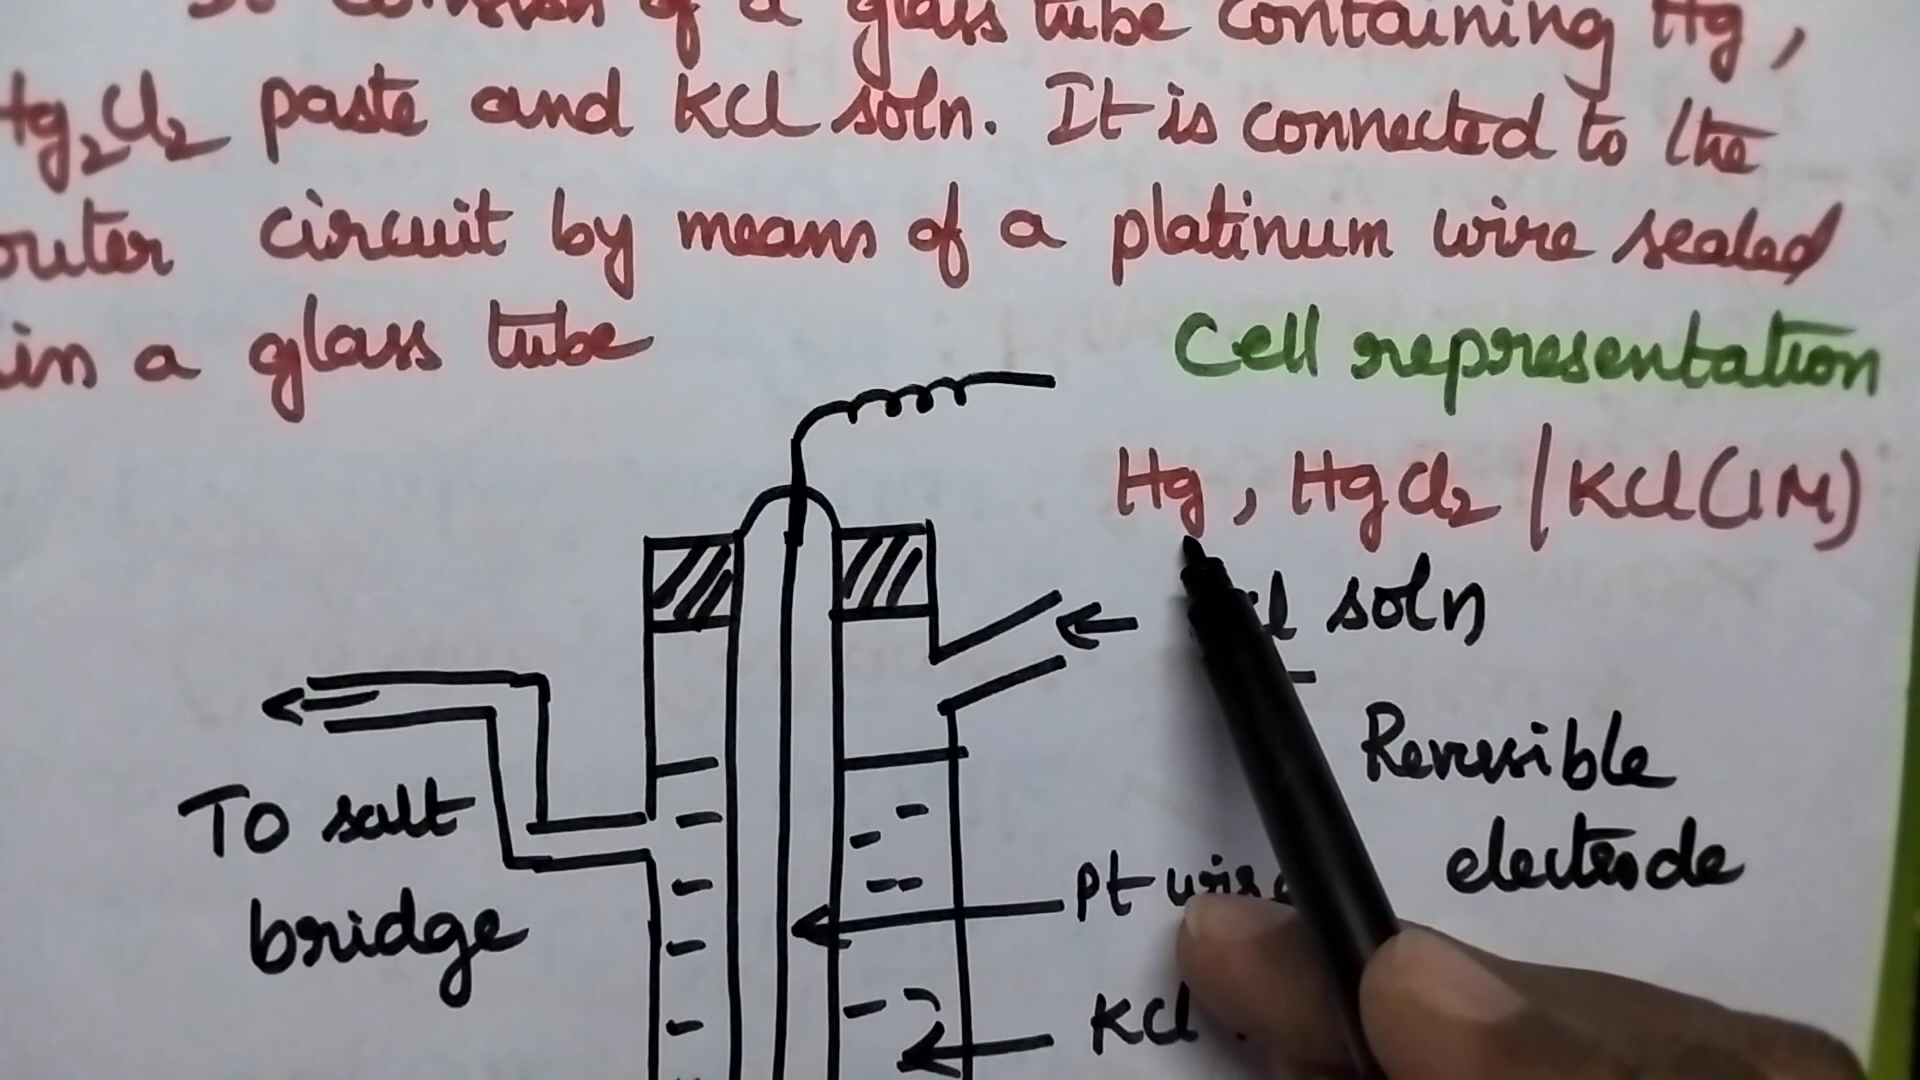 It consist of a glass tube containing Hg,
Hg2Cl2 paste and KCl soln. It is connected to the
outer circuit by means of a platinum wire sealed
in a glass tube
Cell representation
Hg, HgCl2 / KCl (1M)
soln
Reversible
electrode
To salt
bridge
Pt wire
KCl